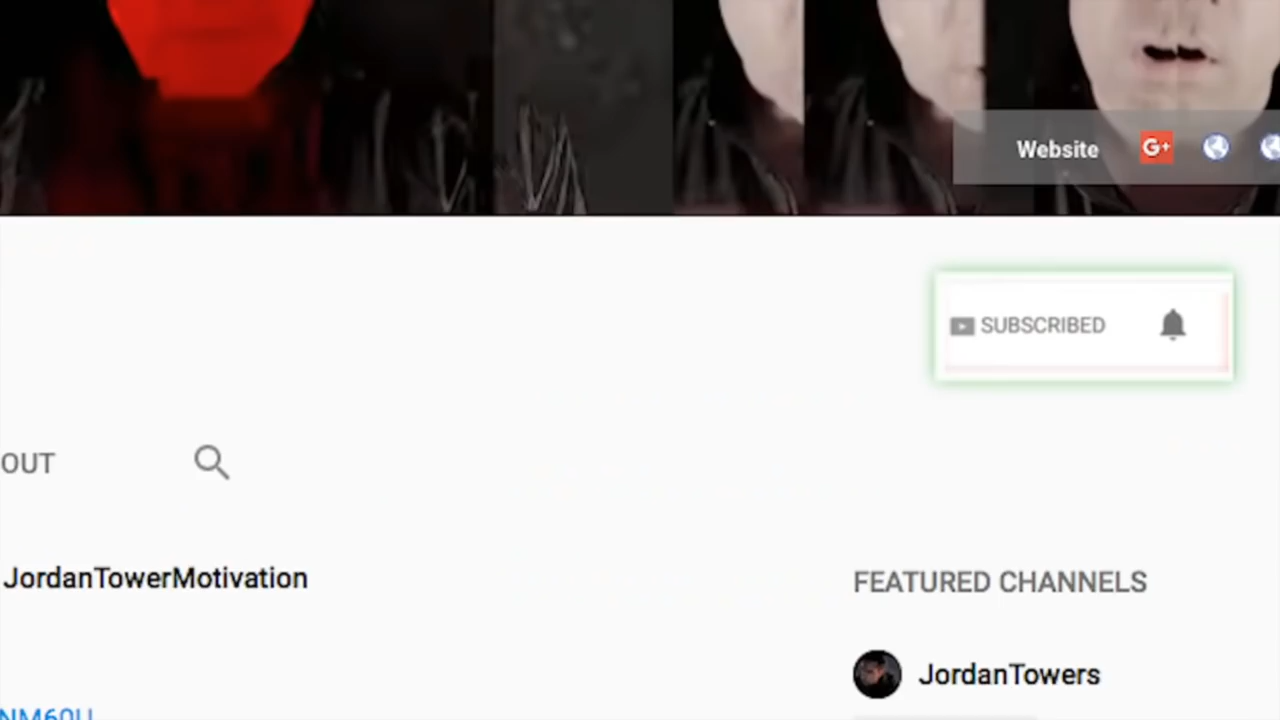 Website G+
SUBSCRIBED
OUT
JordanTowerMotivation
FEATURED CHANNELS
JordanTowers